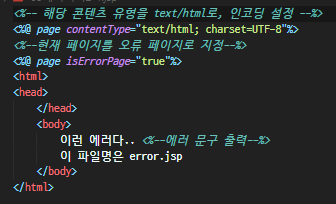 <%-- 해당 콘텐츠 유형을 text/html로, 인코딩 설정 --%>
<%@ page contentType="text/html; charset=UTF-8"%>
<%--현재 페이지를 오류 페이지로 지정--%>
<%@ page isErrorPage="true"%>
<html>
<head>
</head>
<body>
이런 에러다.. <%--에러 문구 출력--%>
이 파일명은 error.jsp
</body>
</html>